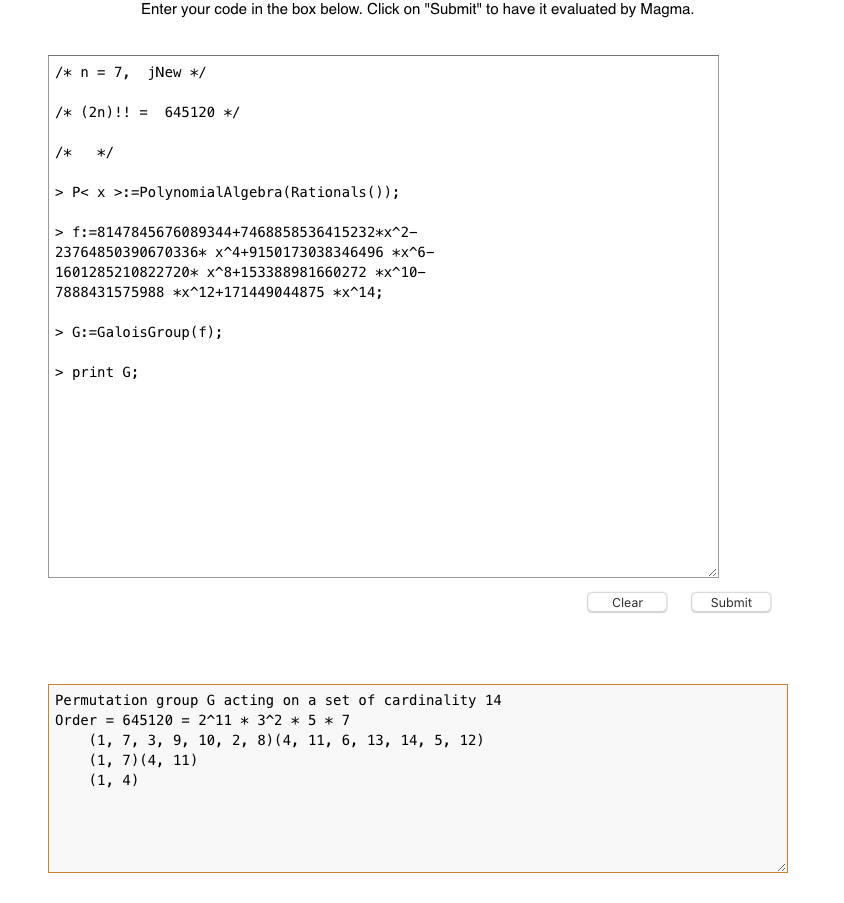 Enter your code in the box below. Click on "Submit" to have it evaluated by Magma.
/* n = 7,  jNew */
/* (2n)!! =  645120 */
/*   */
> P< x >:=PolynomialAlgebra(Rationals());
> f:=8147845676089344+7468858536415232*x^2-
23764850390670336* x^4+9150173038346496 *x^6-
1601285210822720* x^8+153388981660272 *x^10-
7888431575988 *x^12+171449044875 *x^14;
> G:=GaloisGroup(f);
> print G;
Clear Submit
Permutation group G acting on a set of cardinality 14
Order = 645120 = 2^11 * 3^2 * 5 * 7
    (1, 7, 3, 9, 10, 2, 8)(4, 11, 6, 13, 14, 5, 12)
    (1, 7)(4, 11)
    (1, 4)